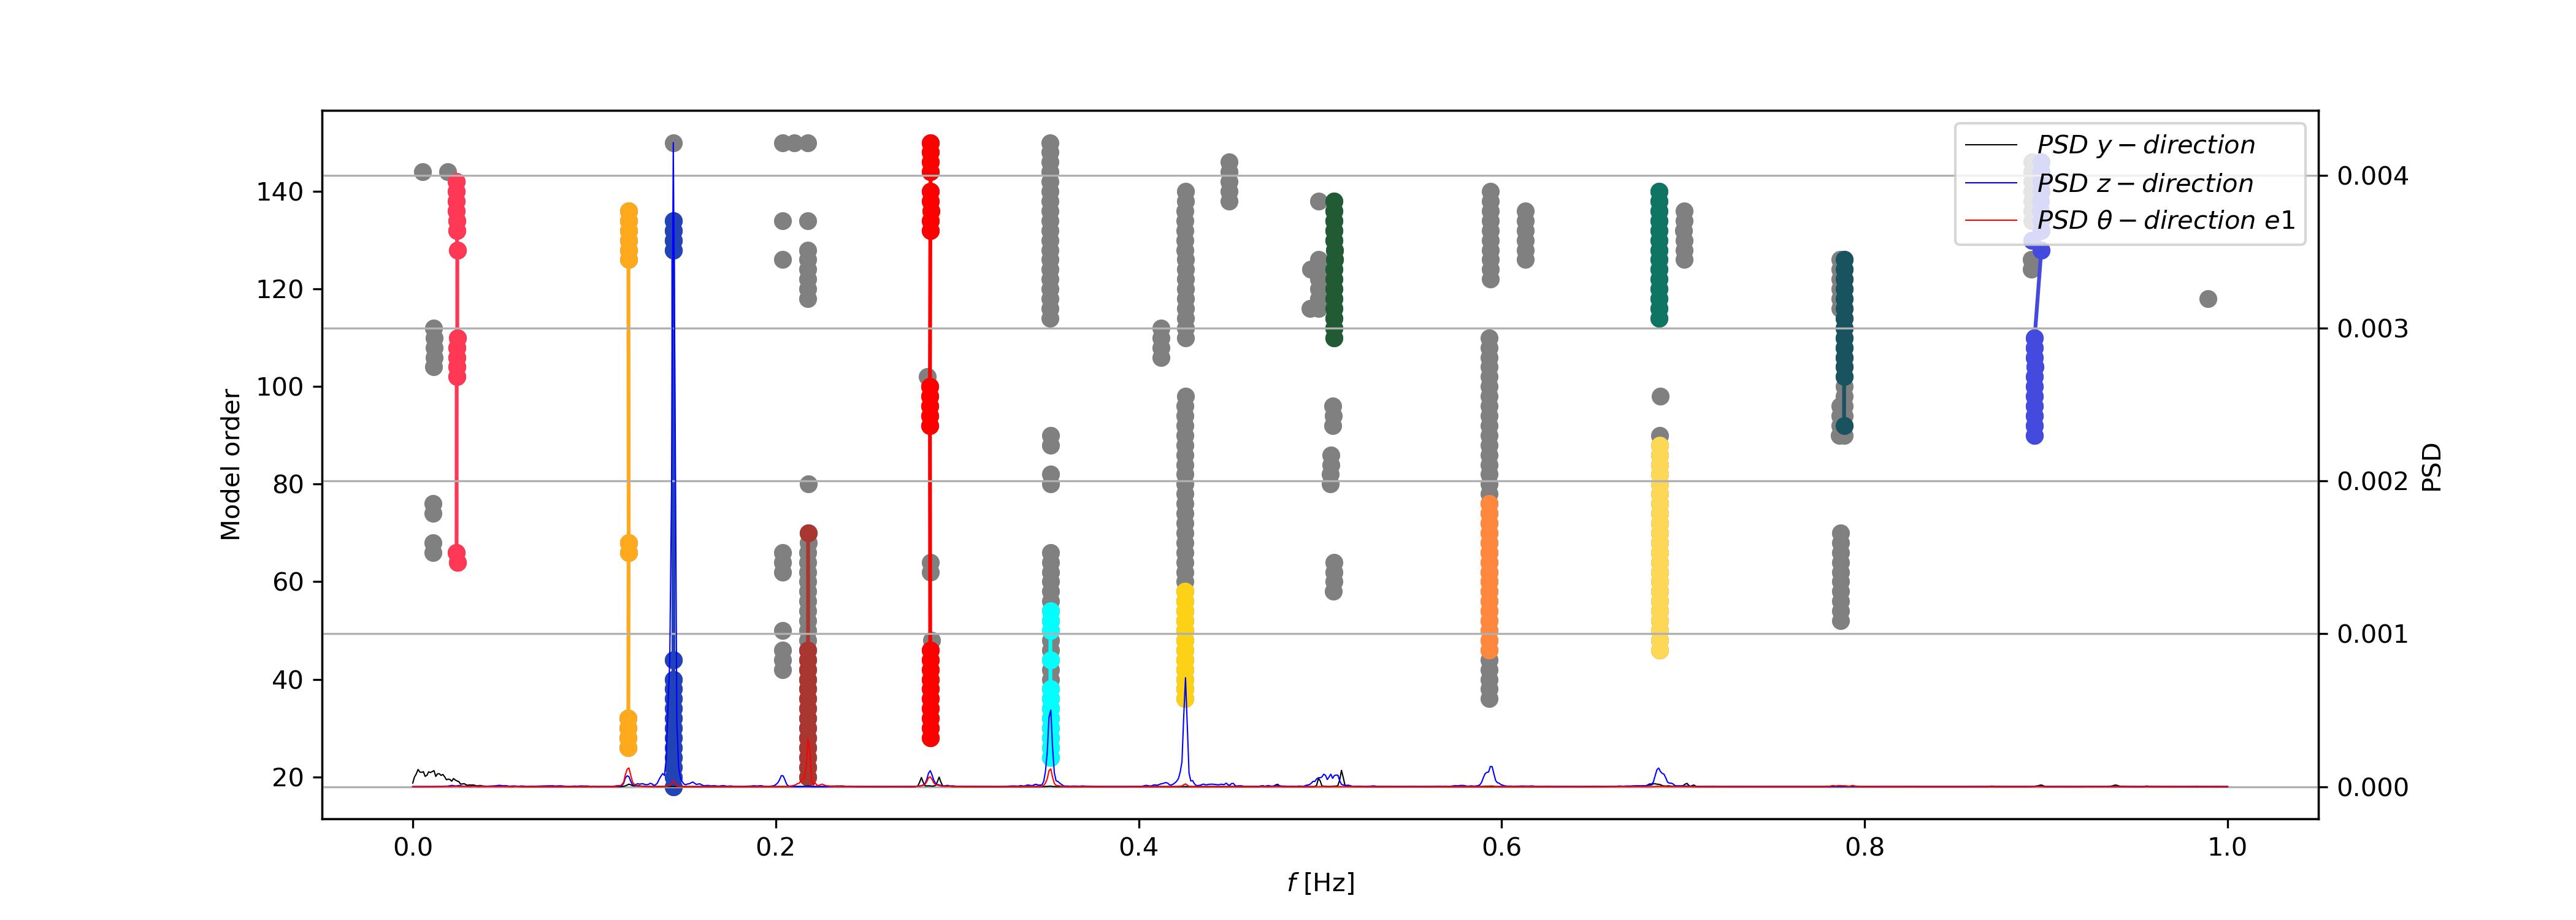 PSD y − direction
PSD z − direction
PSD θ − direction e1
140
120
100
80
60
40
20
Model order
0.004
0.003
0.002
0.001
0.000
PSD
0.0 0.2 0.4 0.6 0.8 1.0
f [Hz]